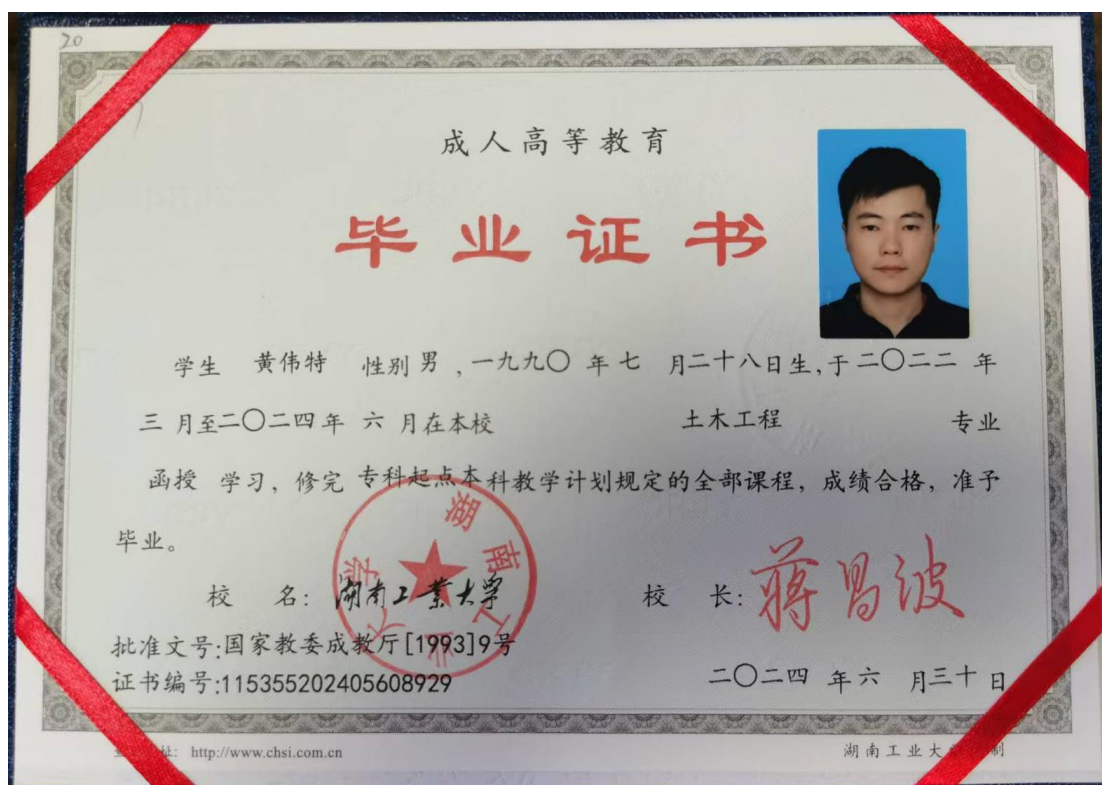 20
成人高等教育
毕业证书
学生 黄伟特 性别 男 ,一九九〇 年 七 月二十八日生,于二〇二二 年
三 月至二〇二四年 六 月在本校 土木工程 专业
函授 学习,修完 专科起点本科教学计划规定的全部课程,成绩合格,准予
毕业。
校 名: 湖南工业大学
校 长: 蒋昌波
湖南工业大学
批准文号:国家教委成教厅[1993]9号
证书编号:115355202405608929
二〇二四 年 六 月三十 日
址: http://www.chsi.com.cn
湖南工业大 制